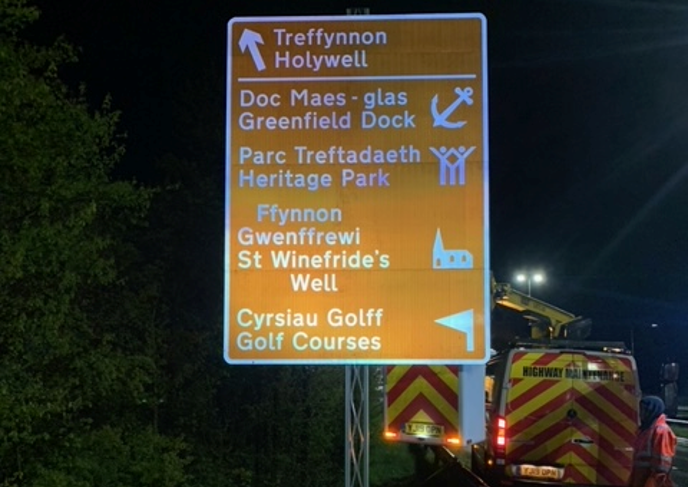 Treffynnon
Holywell
Doc Maes-glas
Greenfield Dock
Parc Treftadaeth
Heritage Park
Ffynnon
Gwenffrewi
St Winefride's
Well
Cyrsiau Golff
Golf Courses
HIGHWAY MAINTENANCE